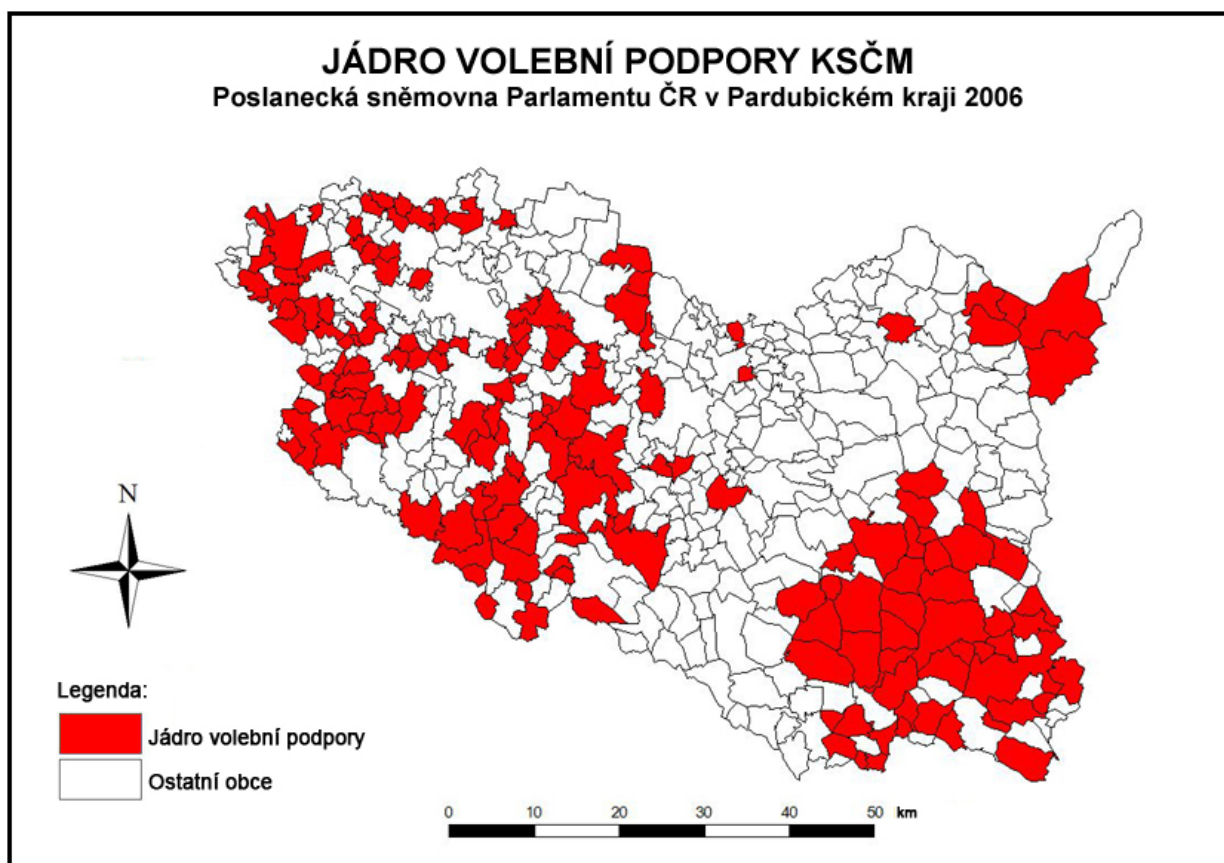 JÁDRO VOLEBNÍ PODPORY KSČM
Poslanecká sněmovna Parlamentu ČR v Pardubickém kraji 2006
N
Legenda:
Jádro volební podpory
Ostatní obce
0 10 20 30 40 50 km